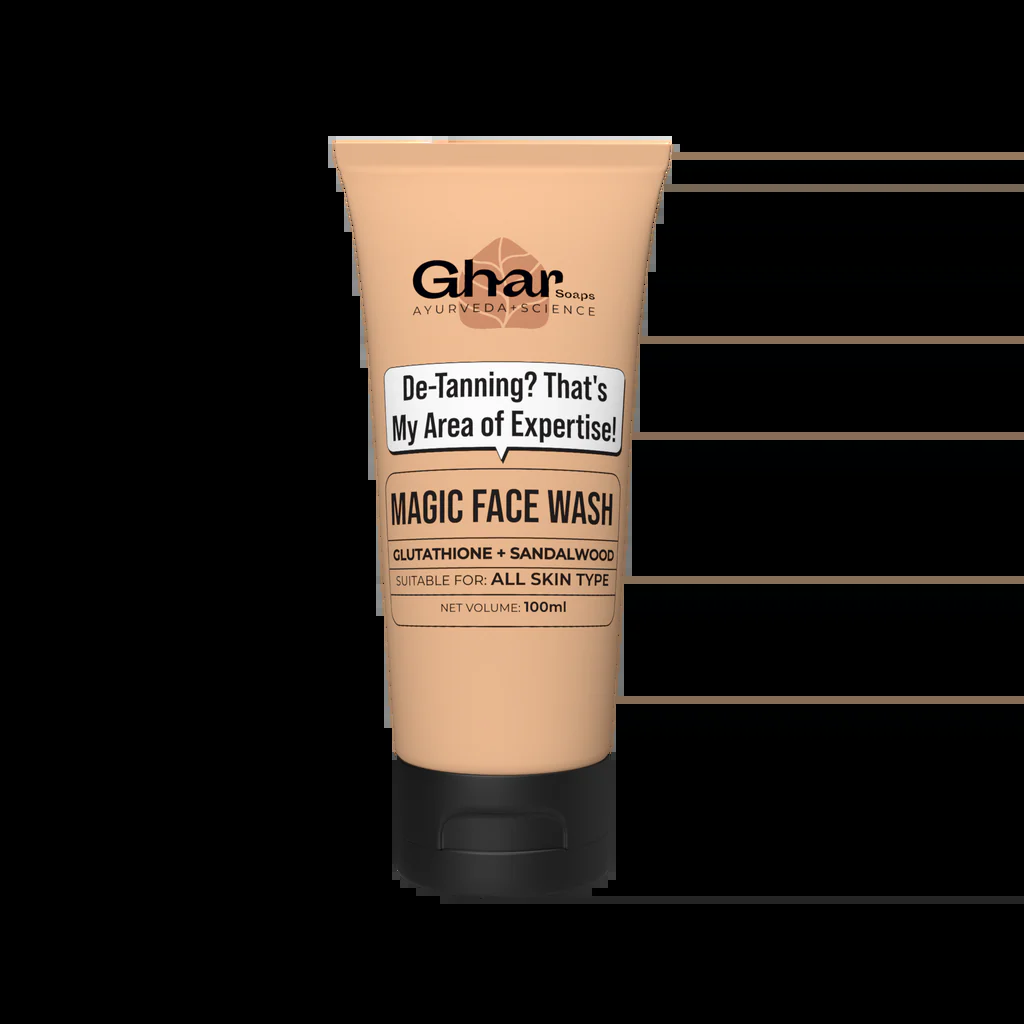 Ghar
Soaps
AYURVEDA+SCIENCE
De-Tanning? That's
My Area of Expertise!
MAGIC FACE WASH
GLUTATHIONE + SANDALWOOD
SUITABLE FOR: ALL SKIN TYPE
NET VOLUME: 100ml